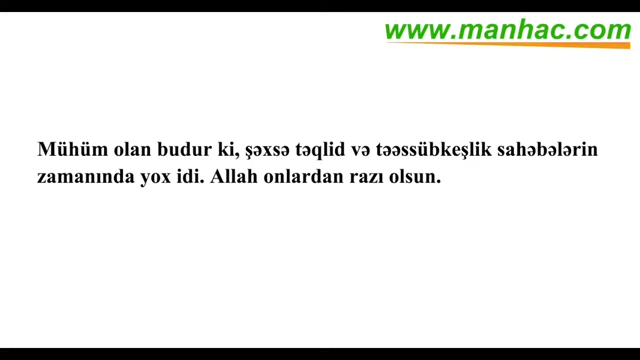 www.manhac.com
Mühüm olan budur ki, şəxsə təqlid və təəssübkeşlik sahəbələrin
zamanında yox idi. Allah onlardan razı olsun.